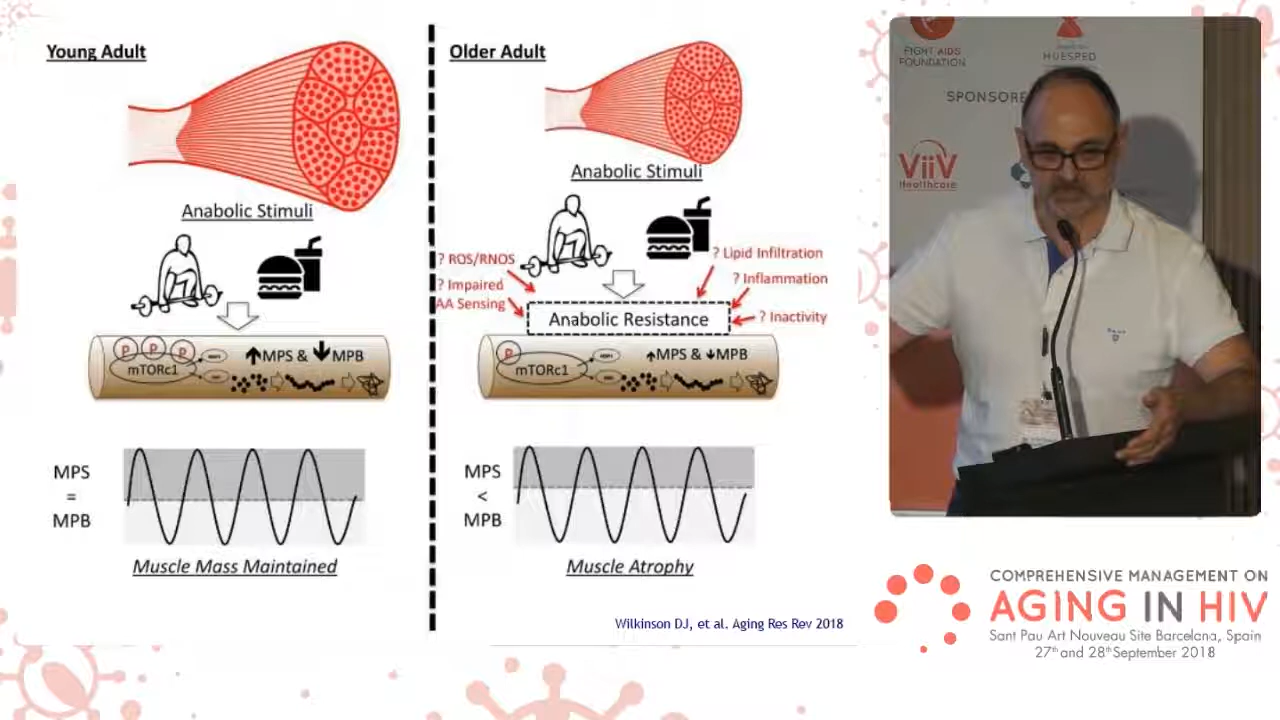 Young Adult
Anabolic Stimuli
P P P
mTORc1
MPS & MPB
MPS
=
MPB
Muscle Mass Maintained
Older Adult
Anabolic Stimuli
? ROS/RNOS
? Impaired
AA Sensing
? Lipid Infiltration
? Inflammation
? Inactivity
Anabolic Resistance
P
mTORc1
MPS & MPB
MPS
<
MPB
Muscle Atrophy
Wilkinson DJ, et al. Aging Res Rev 2018
FIGHT AIDS
FOUNDATION
HUESPED
SPONSORE
ViiV
Healthcare
COMPREHENSIVE MANAGEMENT ON
AGING IN HIV
Sant Pau Art Nouveau Site Barcelona, Spain
27th and 28th September 2018